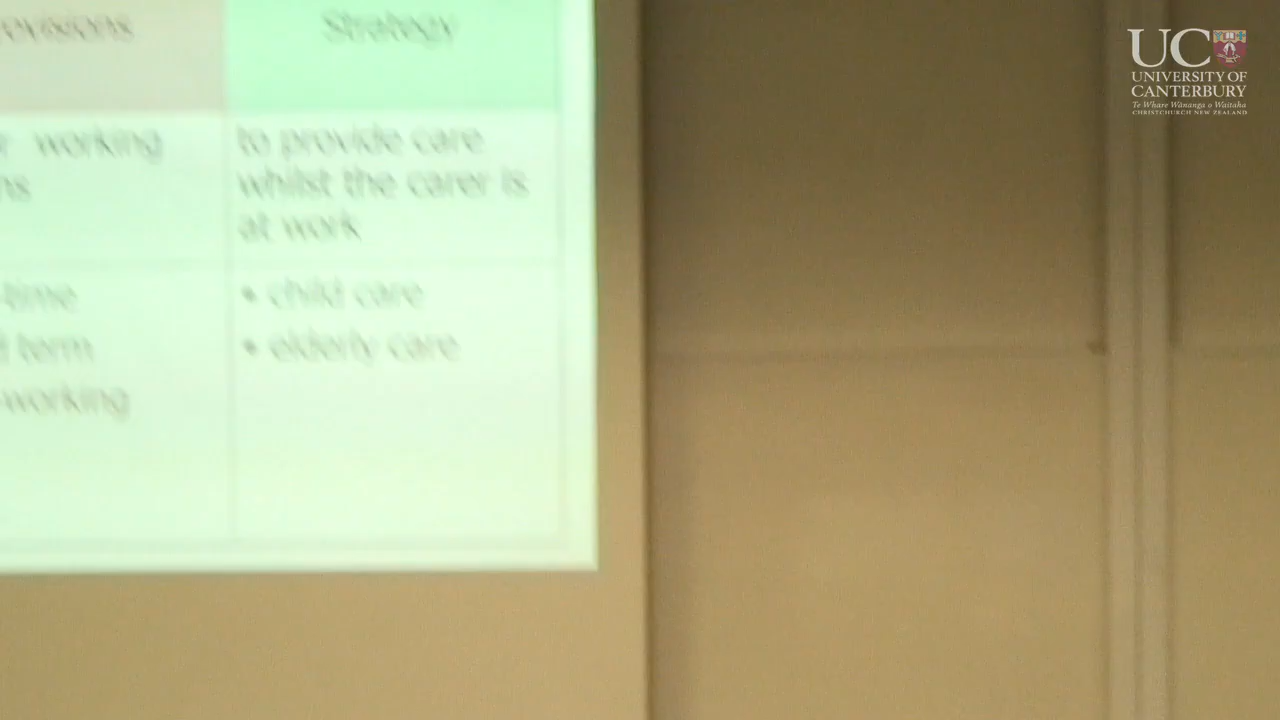 Strategy
working
to provide care
whilst the carer is
at work
-time
term
-working
• child care
• elderly care
UC
UNIVERSITY OF
CANTERBURY
Te Whare Wānanga o Waitaha
CHRISTCHURCH NEW ZEALAND